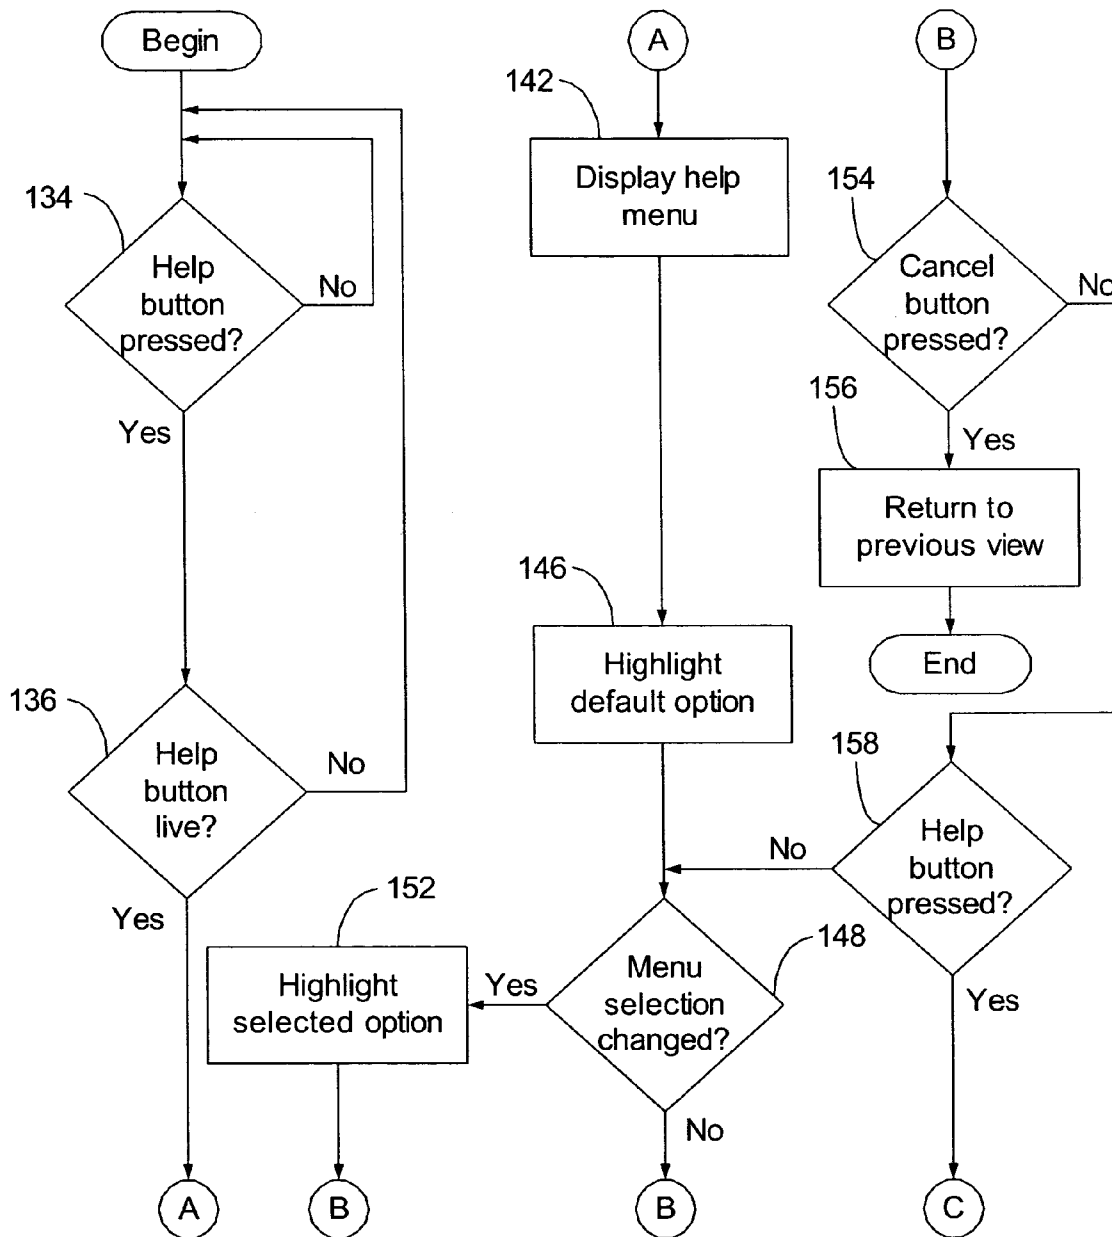 Begin
134
Help
button
pressed?
No
Yes
136
Help
button
live?
No
Yes
A
152
Highlight
selected option
B
A
142
Display help
menu
146
Highlight
default option
148
Menu
selection
changed?
Yes
No
B
B
154
Cancel
button
pressed?
No
Yes
156
Return to
previous view
End
158
Help
button
pressed?
No
Yes
C